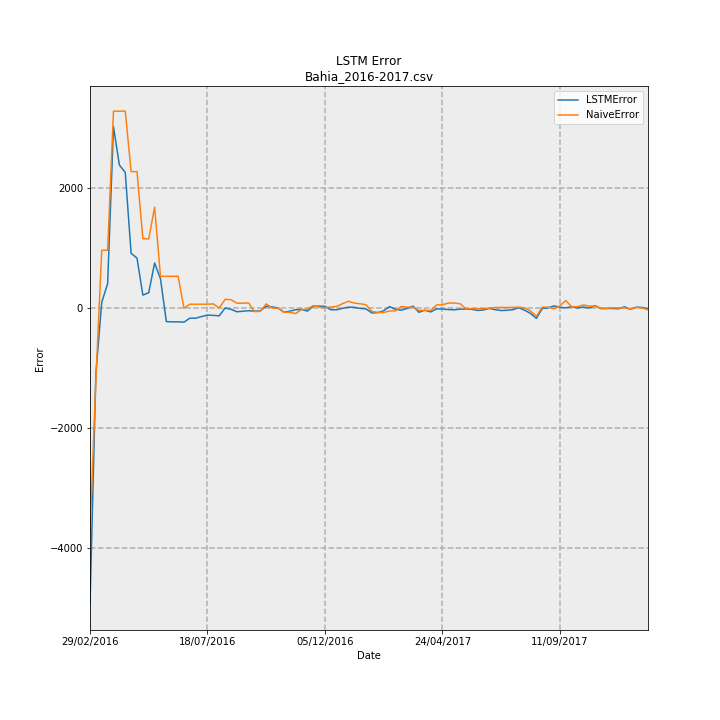 LSTM Error
Bahia_2016-2017.csv
LSTMError
NaiveError
2000
0
−2000
−4000
Error
29/02/2016
18/07/2016
05/12/2016
24/04/2017
11/09/2017
Date